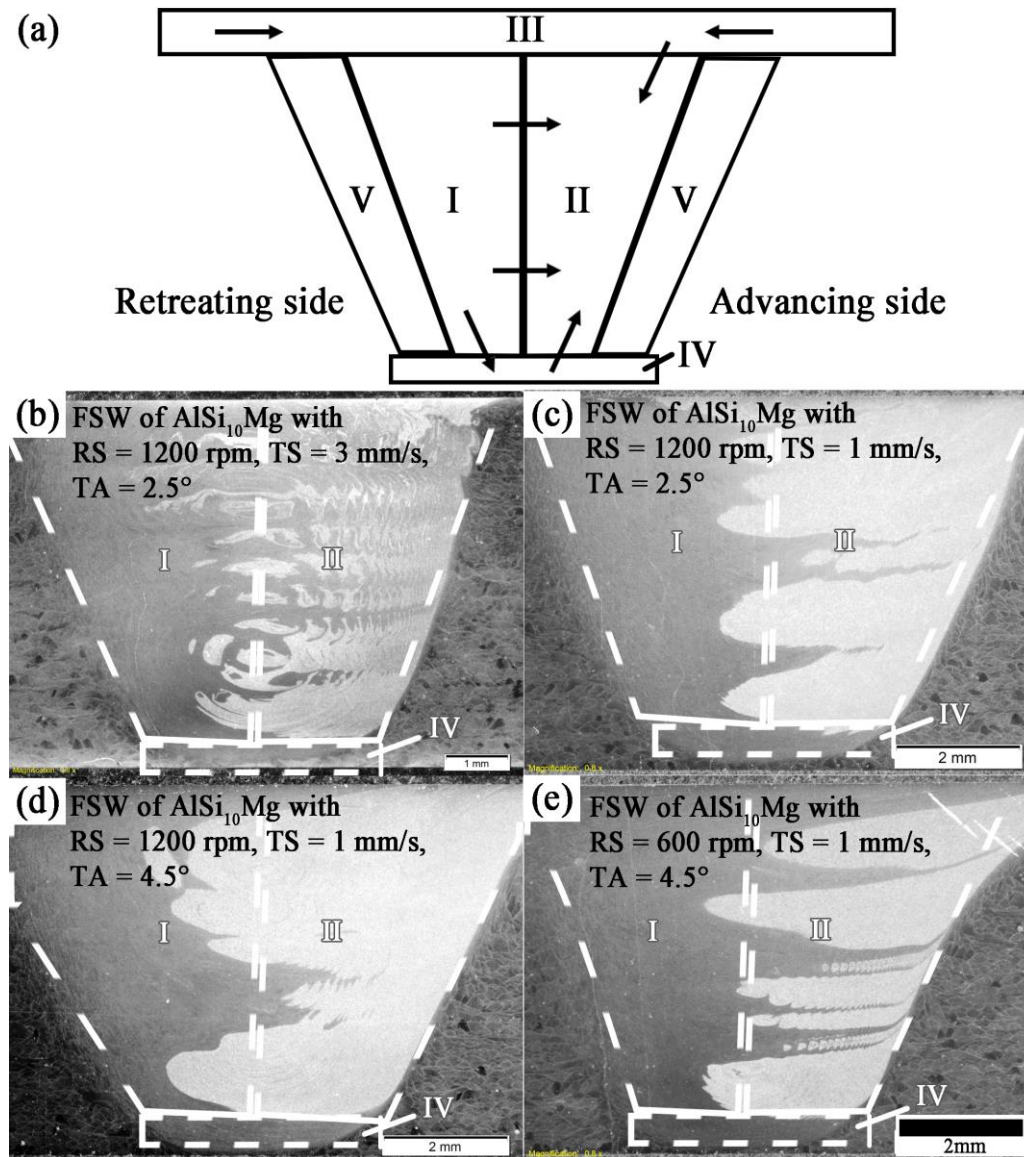 (a)
III
V
I
II
V
Retreating side
Advancing side
IV
(b)
FSW of AlSi₁₀Mg with
RS = 1200 rpm, TS = 3 mm/s,
TA = 2.5°
I
II
IV
1 mm
(c)
FSW of AlSi₁₀Mg with
RS = 1200 rpm, TS = 1 mm/s,
TA = 2.5°
I
II
IV
2 mm
(d)
FSW of AlSi₁₀Mg with
RS = 1200 rpm, TS = 1 mm/s,
TA = 4.5°
I
II
IV
2 mm
(e)
FSW of AlSi₁₀Mg with
RS = 600 rpm, TS = 1 mm/s,
TA = 4.5°
I
II
IV
2mm